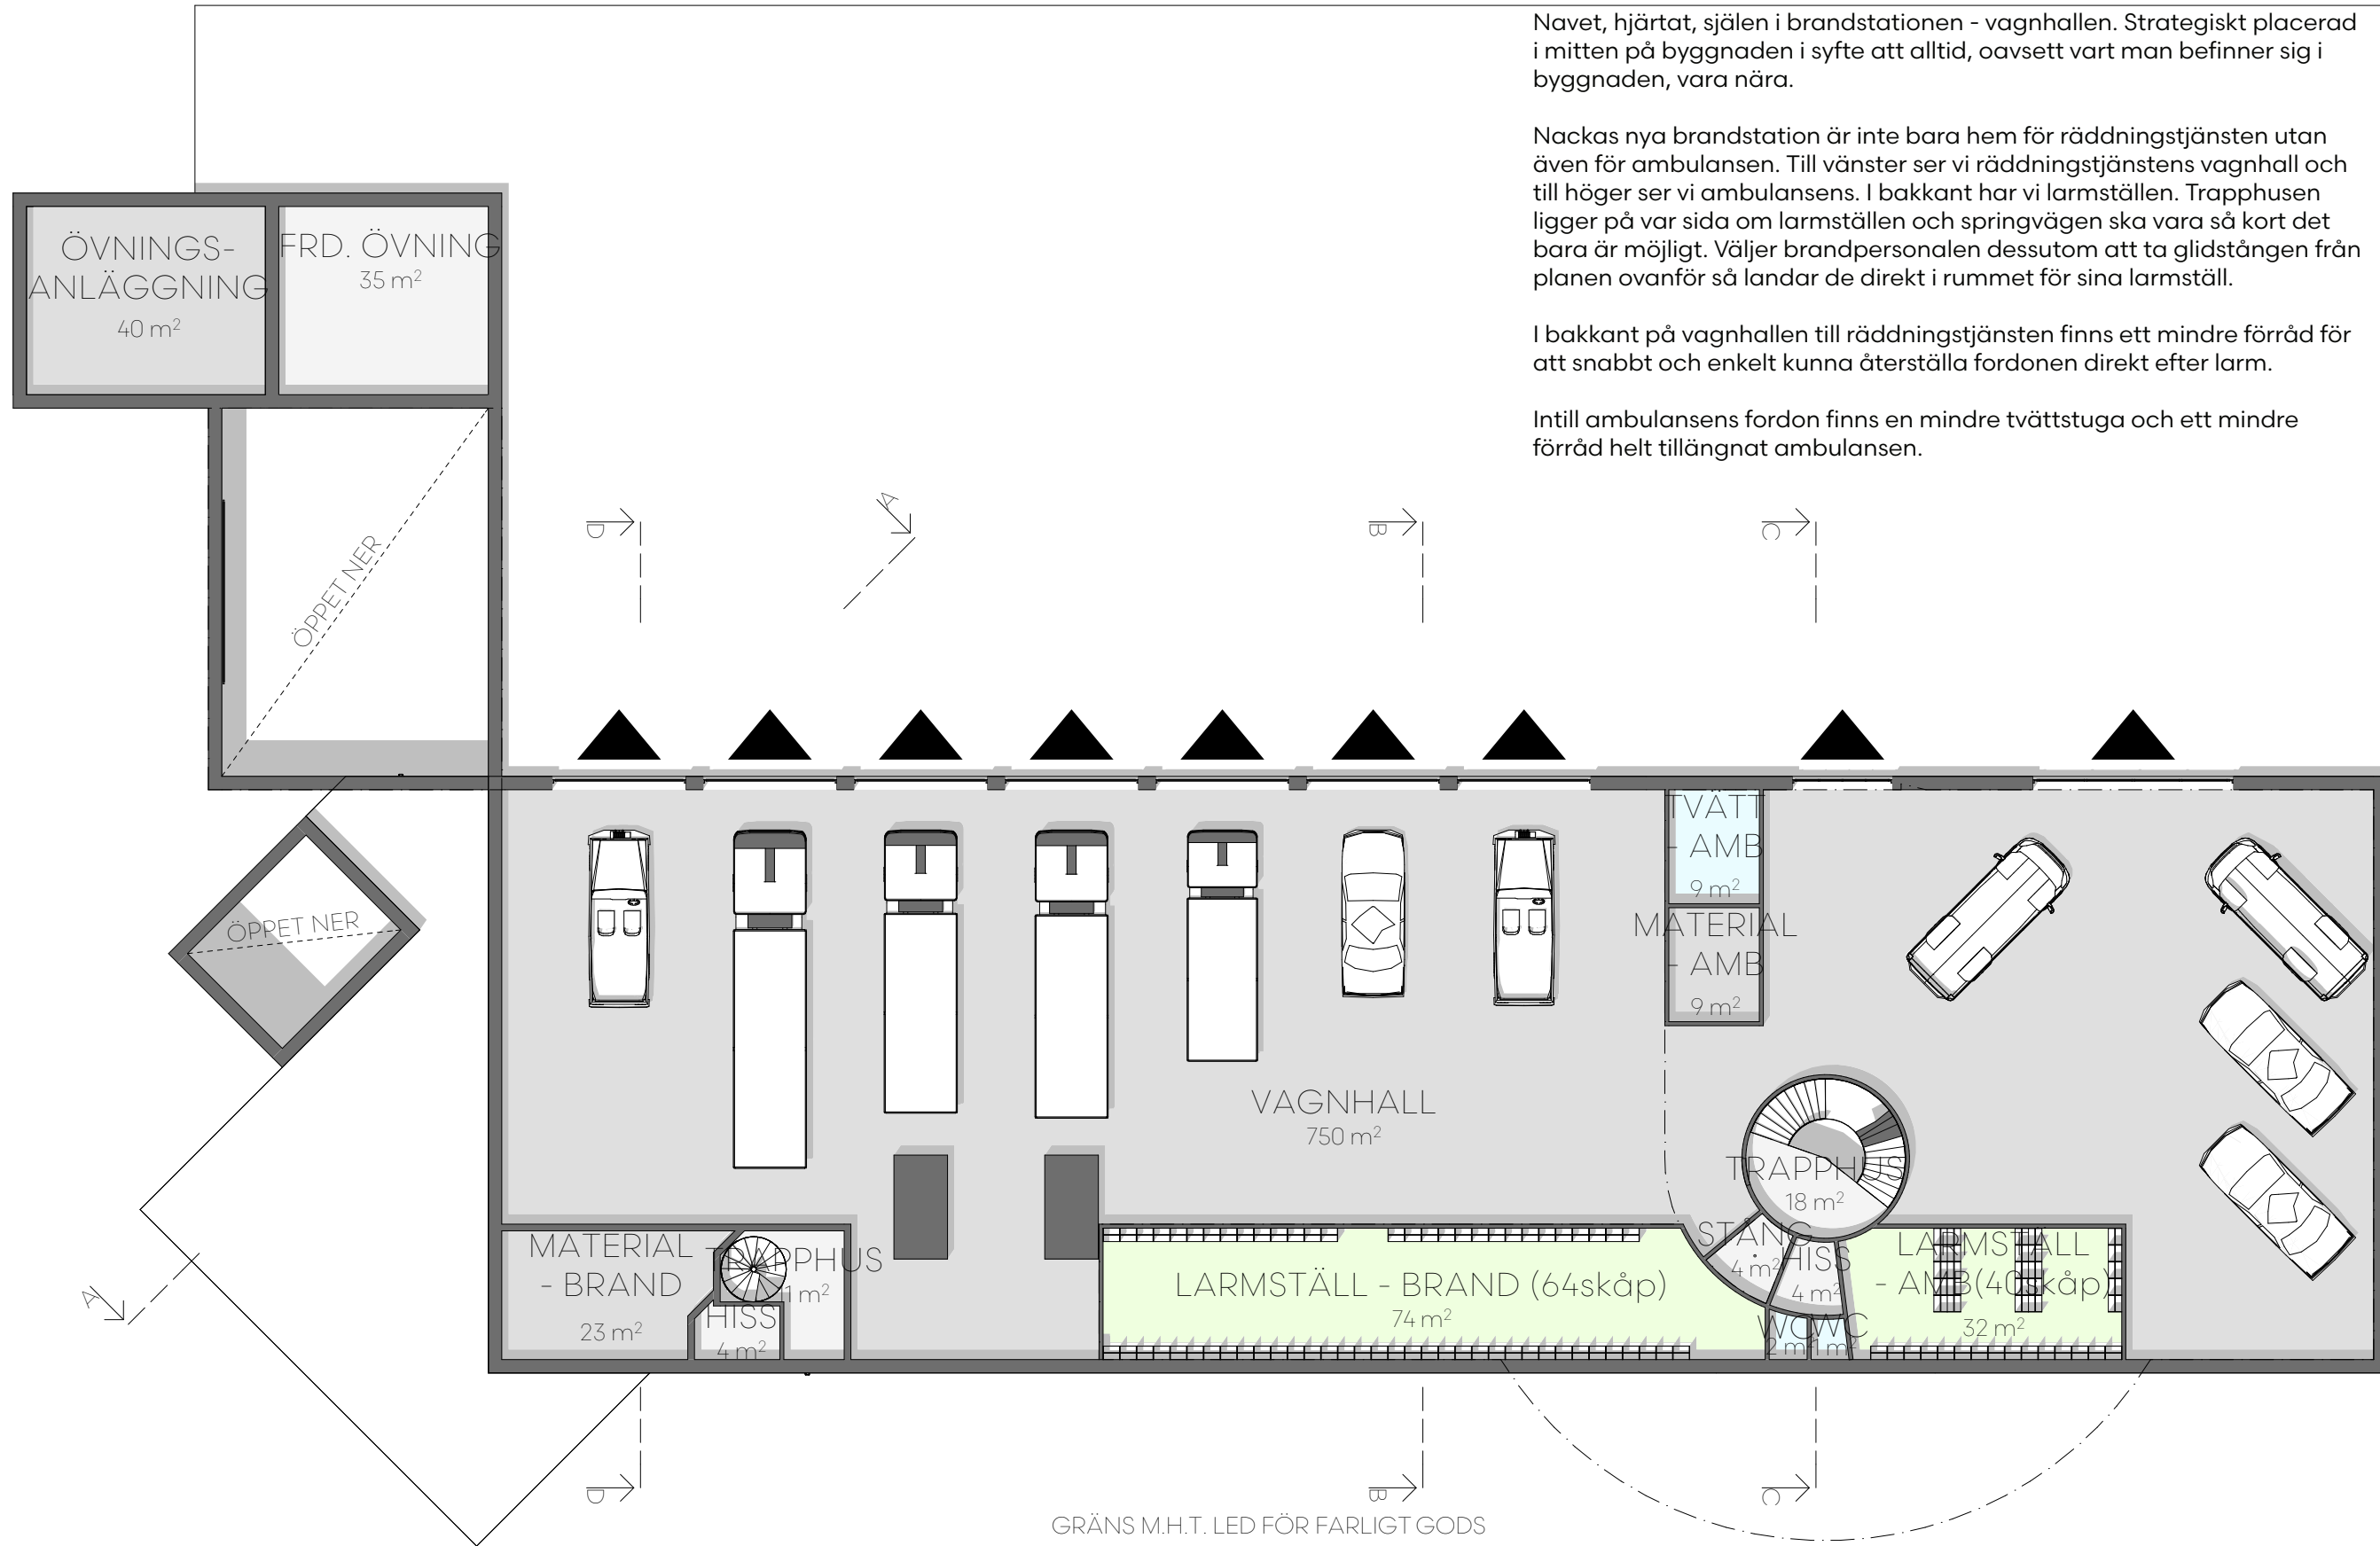 Navet, hjärtat, själen i brandstationen - vagnhallen. Strategiskt placerad
i mitten på byggnaden i syfte att alltid, oavsett vart man befinner sig i
byggnaden, vara nära.
Nackas nya brandstation är inte bara hem för räddningstjänsten utan
även för ambulansen. Till vänster ser vi räddningstjänstens vagnhall och
till höger ser vi ambulansens. I bakkant har vi larmställen. Trapphusen
ligger på var sida om larmställen och springvägen ska vara så kort det
bara är möjligt. Väljer brandpersonalen dessutom att ta glidstången från
planen ovanför så landar de direkt i rummet för sina larmställ.
I bakkant på vagnhallen till räddningstjänsten finns ett mindre förråd för
att snabbt och enkelt kunna återställa fordonen direkt efter larm.
Intill ambulansens fordon finns en mindre tvättstuga och ett mindre
förråd helt tillängnat ambulansen.
ÖVNINGS-
ANLÄGGNING
40 m²
FRD. ÖVNING
35 m²
ÖPPET NER
D
A
B
C
ÖPPET NER
TVÄTT
- AMB
9 m²
MATERIAL
- AMB
9 m²
VAGNHALL
750 m²
TRAPPHUS
18 m²
MATERIAL
- BRAND
23 m²
TRAPPHUS
HISS
4 m²
LARMSTÄLL - BRAND (64skåp)
74 m²
STÅNG
4 m²
HISS
4 m²
WC
2 m²
WC
1 m²
LARMSTÄLL
- AMB(40skåp)
32 m²
A
D
B
C
GRÄNS M.H.T. LED FÖR FARLIGT GODS